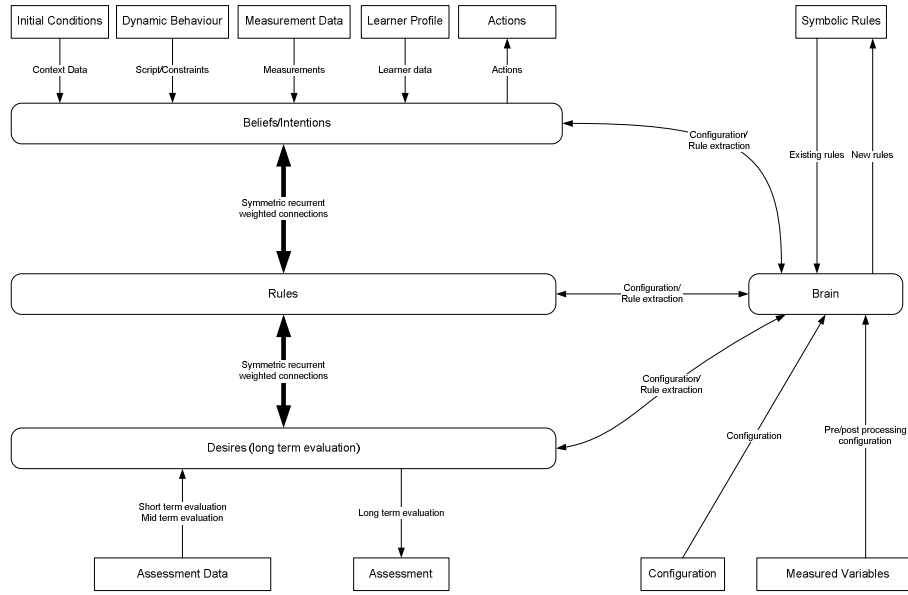 Initial Conditions
Dynamic Behaviour
Measurement Data
Learner Profile
Actions
Symbolic Rules
Context Data
Script/Constraints
Measurements
Learner data
Actions
Beliefs/Intentions
Configuration/
Rule extraction
Existing rules
New rules
Symmetric recurrent
weighted connections
Rules
Configuration/
Rule extraction
Brain
Symmetric recurrent
weighted connections
Configuration/
Rule extraction
Desires (long term evaluation)
Configuration
Pre/post processing
configuration
Short term evaluation
Mid term evaluation
Long term evaluation
Assessment Data
Assessment
Configuration
Measured Variables